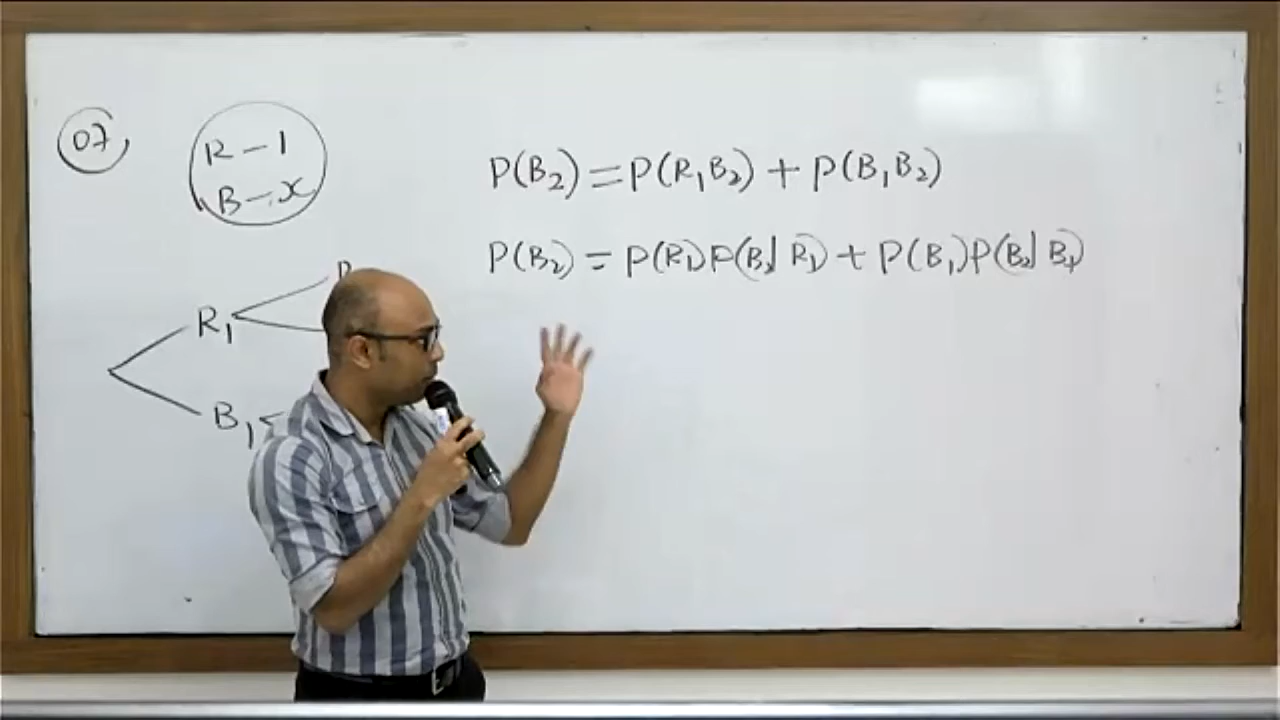 07,
R - 1
B - x
P(B₂) = P(R₁B₂) + P(B₁B₂)
P(B₂) = P(R₁)P(B₂|R₁) + P(B₁)P(B₂|B₁)
R₁
B₁